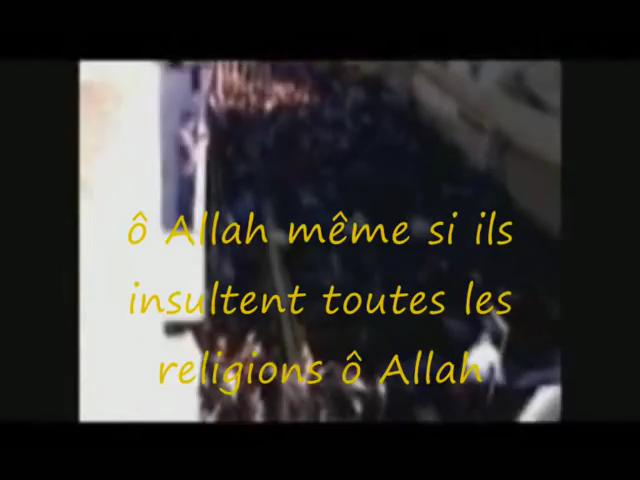 ô Allah même si ils
insultent toutes les
religions ô Allah